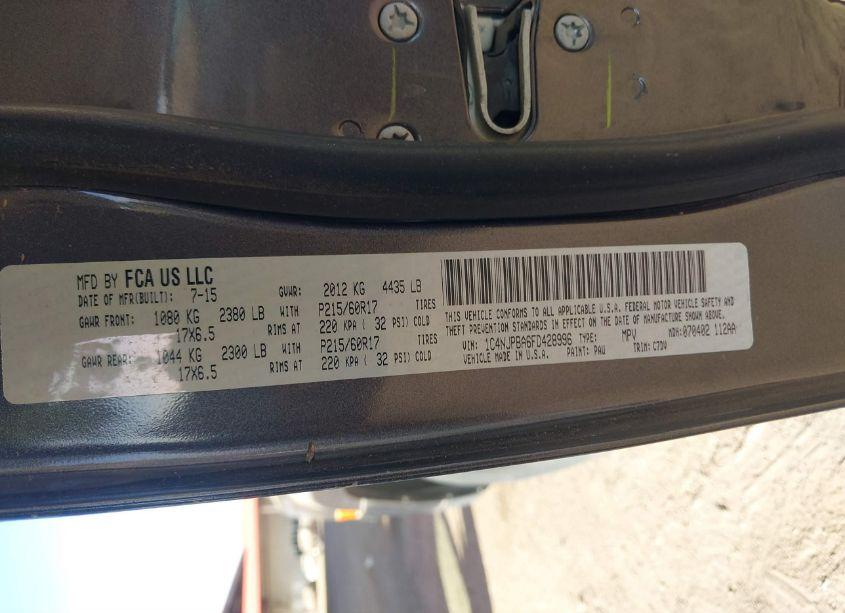 MFD BY FCA US LLC
DATE OF MFR(BUILT): 7-15 GVWR: 2012 KG 4435 LB
GAWR FRONT: 1080 KG 2380 LB WITH P215/60R17 TIRES
17X6.5 RIMS AT 220 KPA ( 32 PSI) COLD
GAWR REAR: 1044 KG 2300 LB WITH P215/60R17 TIRES
17X6.5 RIMS AT 220 KPA ( 32 PSI) COLD
THIS VEHICLE CONFORMS TO ALL APPLICABLE U.S.A. FEDERAL MOTOR VEHICLE SAFETY AND
THEFT PREVENTION STANDARDS IN EFFECT ON THE DATE OF MANUFACTURE SHOWN ABOVE.
VIN: 1C4NJPBA6FD428996 TYPE: MPV MDH:070402 112AA
VEHICLE MADE IN U.S.A. PAINT: PAU TRIM: C7DV